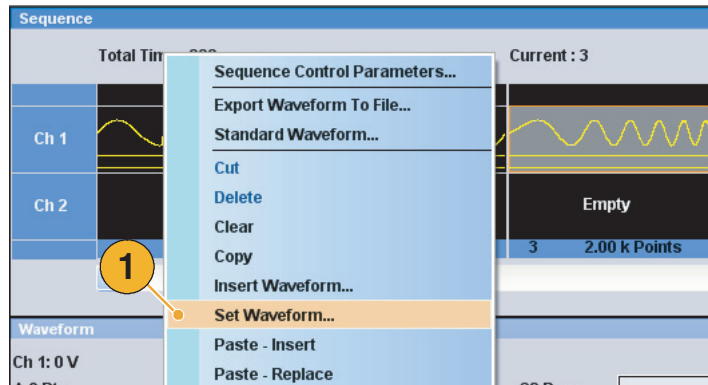 Sequence
Total Tim
Current : 3
Sequence Control Parameters...
Export Waveform To File...
Standard Waveform...
Ch 1
Cut
Delete
Ch 2
Empty
Clear
3 2.00 k Points
Copy
1
Insert Waveform...
Set Waveform...
Waveform
Paste - Insert
Ch 1: 0 V
Paste - Replace